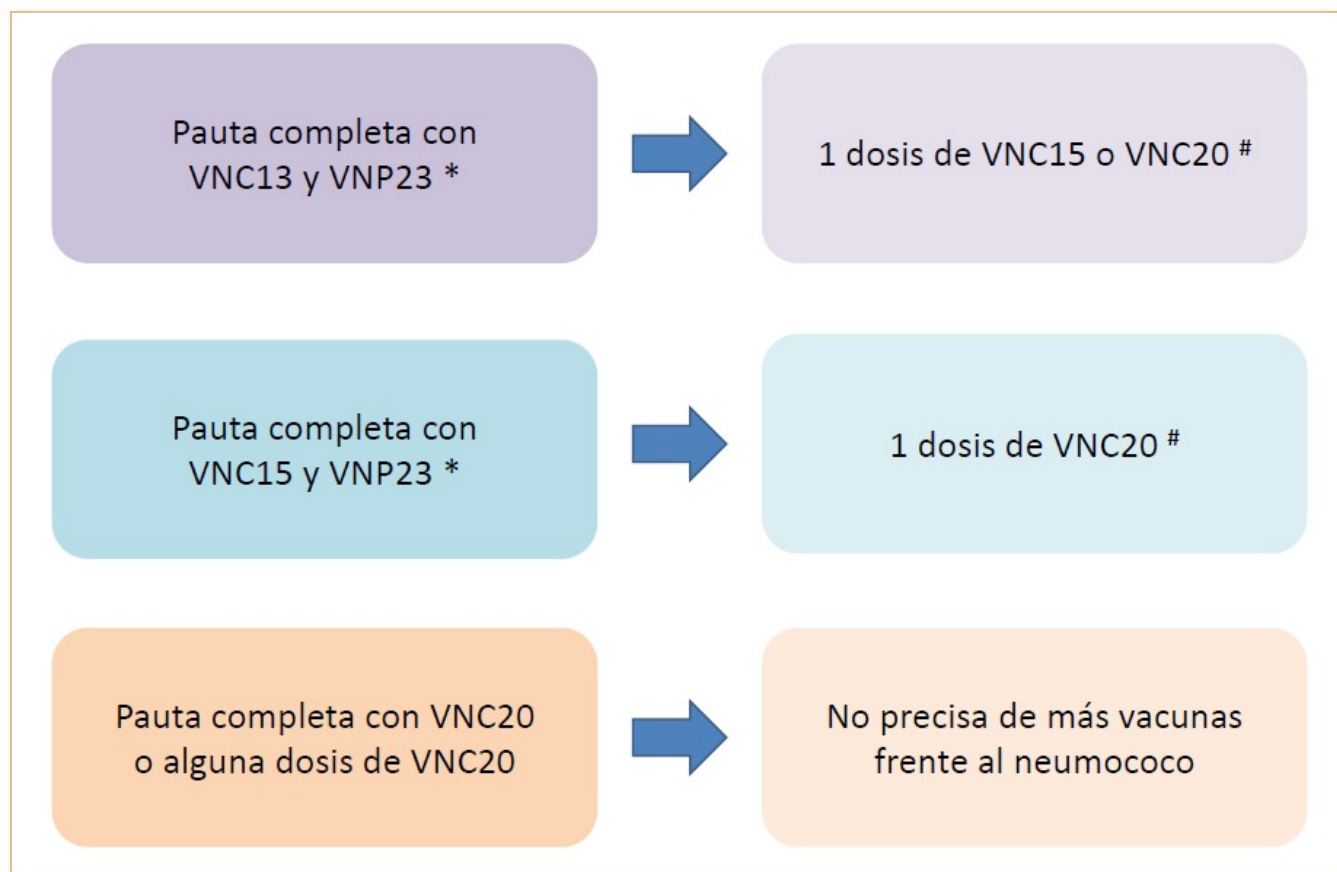 Pauta completa con
VNC13 y VNP23 *
1 dosis de VNC15 o VNC20 #
Pauta completa con
VNC15 y VNP23 *
1 dosis de VNC20 #
Pauta completa con VNC20
o alguna dosis de VNC20
No precisa de más vacunas
frente al neumococo